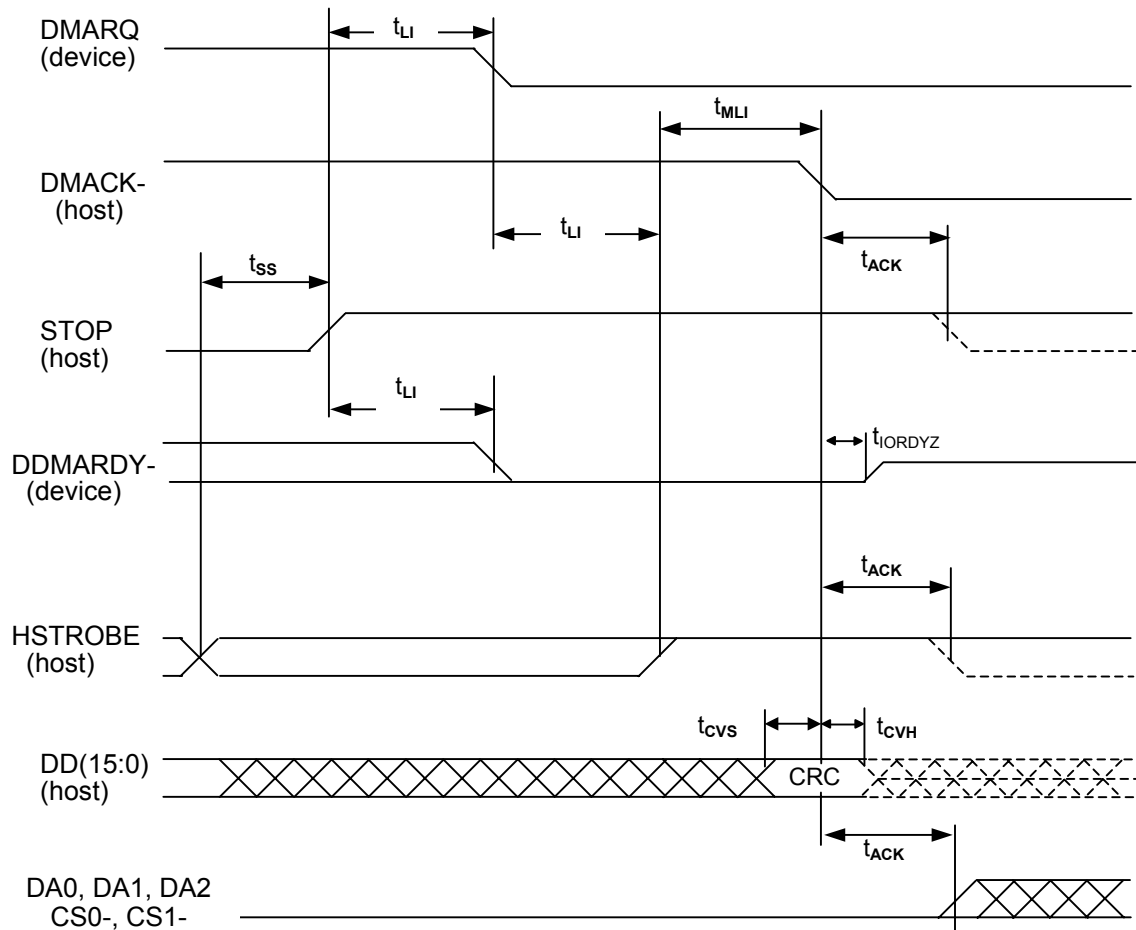 DMARQ
(device)
tLI
tMLI
DMACK-
(host)
tLI
tACK
tSS
STOP
(host)
tLI
tIORDYZ
DDMARDY-
(device)
tACK
HSTROBE
(host)
tCVS
tCVH
DD(15:0)
(host)
CRC
tACK
DA0, DA1, DA2
CS0-, CS1-